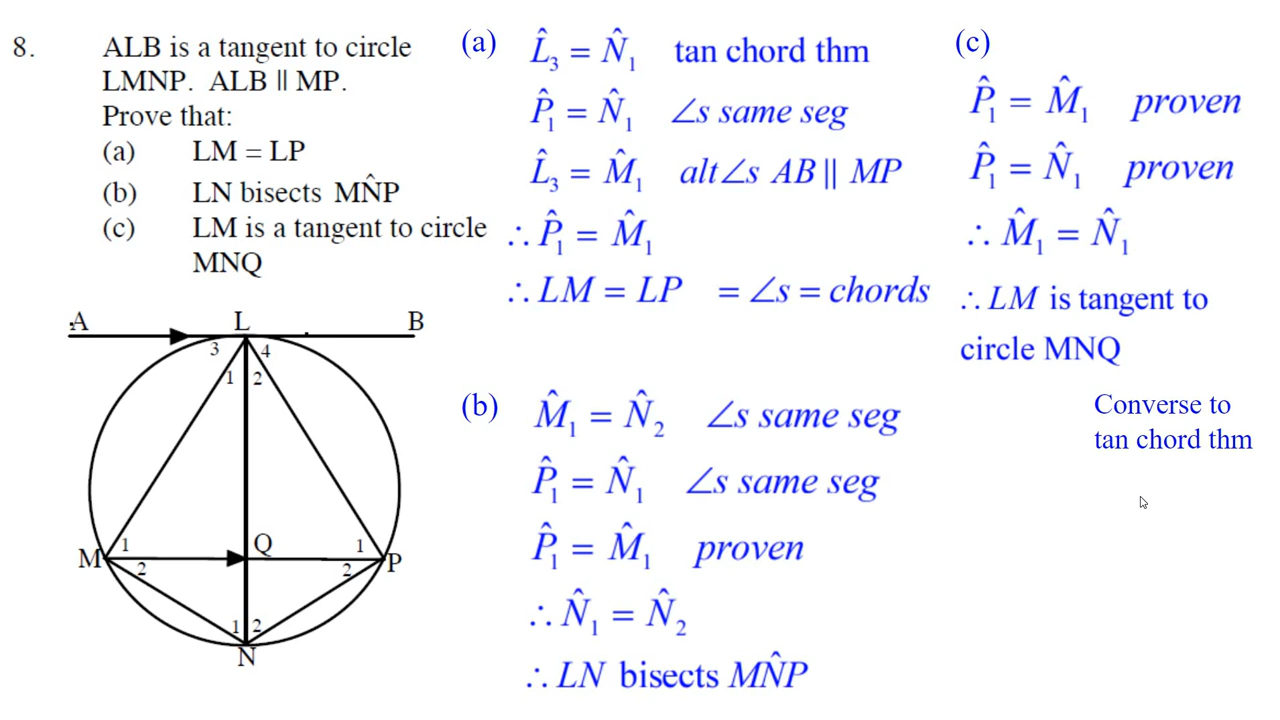 8. ALB is a tangent to circle
LMNP. ALB || MP.
Prove that:
(a) LM = LP
(b) LN bisects MN̂P
(c) LM is a tangent to circle
MNQ
A L B
3 4
1 2
M 1 Q 1 P
2 2
1 2
N
(a) L̂₃ = N̂₁ tan chord thm
P̂₁ = N̂₁ ∠s same seg
L̂₃ = M̂₁ alt∠s AB || MP
∴ P̂₁ = M̂₁
∴ LM = LP = ∠s = chords
(b) M̂₁ = N̂₂ ∠s same seg
P̂₁ = N̂₁ ∠s same seg
P̂₁ = M̂₁ proven
∴ N̂₁ = N̂₂
∴ LN bisects MN̂P
(c)
P̂₁ = M̂₁ proven
P̂₁ = N̂₁ proven
∴ M̂₁ = N̂₁
∴ LM is tangent to
circle MNQ
Converse to
tan chord thm